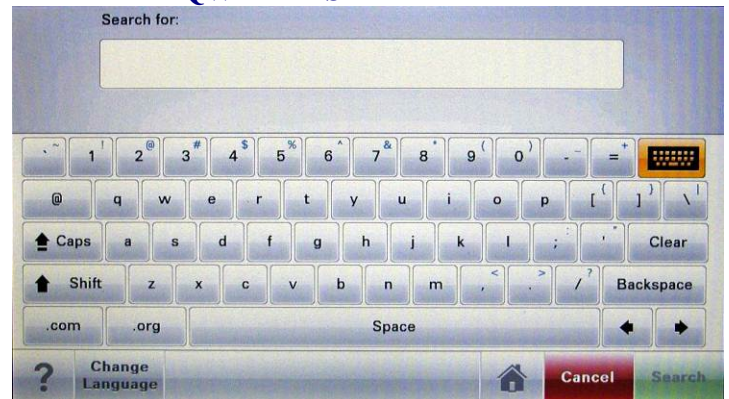 Search for:
` ~ 1 ! 2 @ 3 # 4 $ 5 % 6 ^ 7 & 8 * 9 ( 0 ) - _ = +
@ q w e r t y u i o p [ { ] } \ |
Caps a s d f g h j k l ; : ' " Clear
Shift z x c v b n m , < . > / ? Backspace
.com .org Space
? Change Language Cancel Search